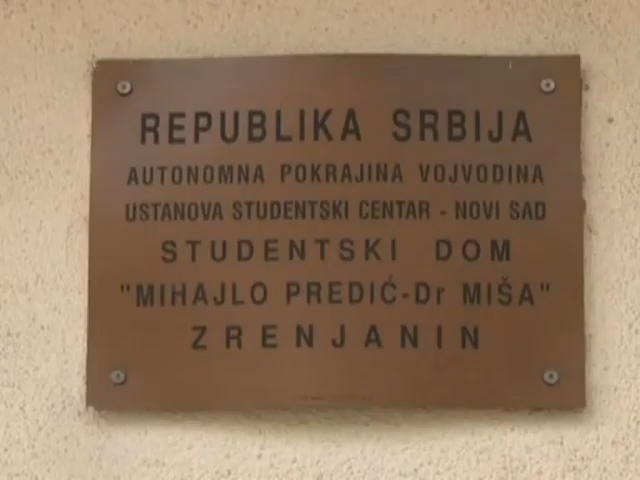 REPUBLIKA SRBIJA
AUTONOMNA POKRAJINA VOJVODINA
USTANOVA STUDENTSKI CENTAR - NOVI SAD
STUDENTSKI DOM
"MIHAJLO PREDIĆ-Dr MIŠA"
ZRENJANIN